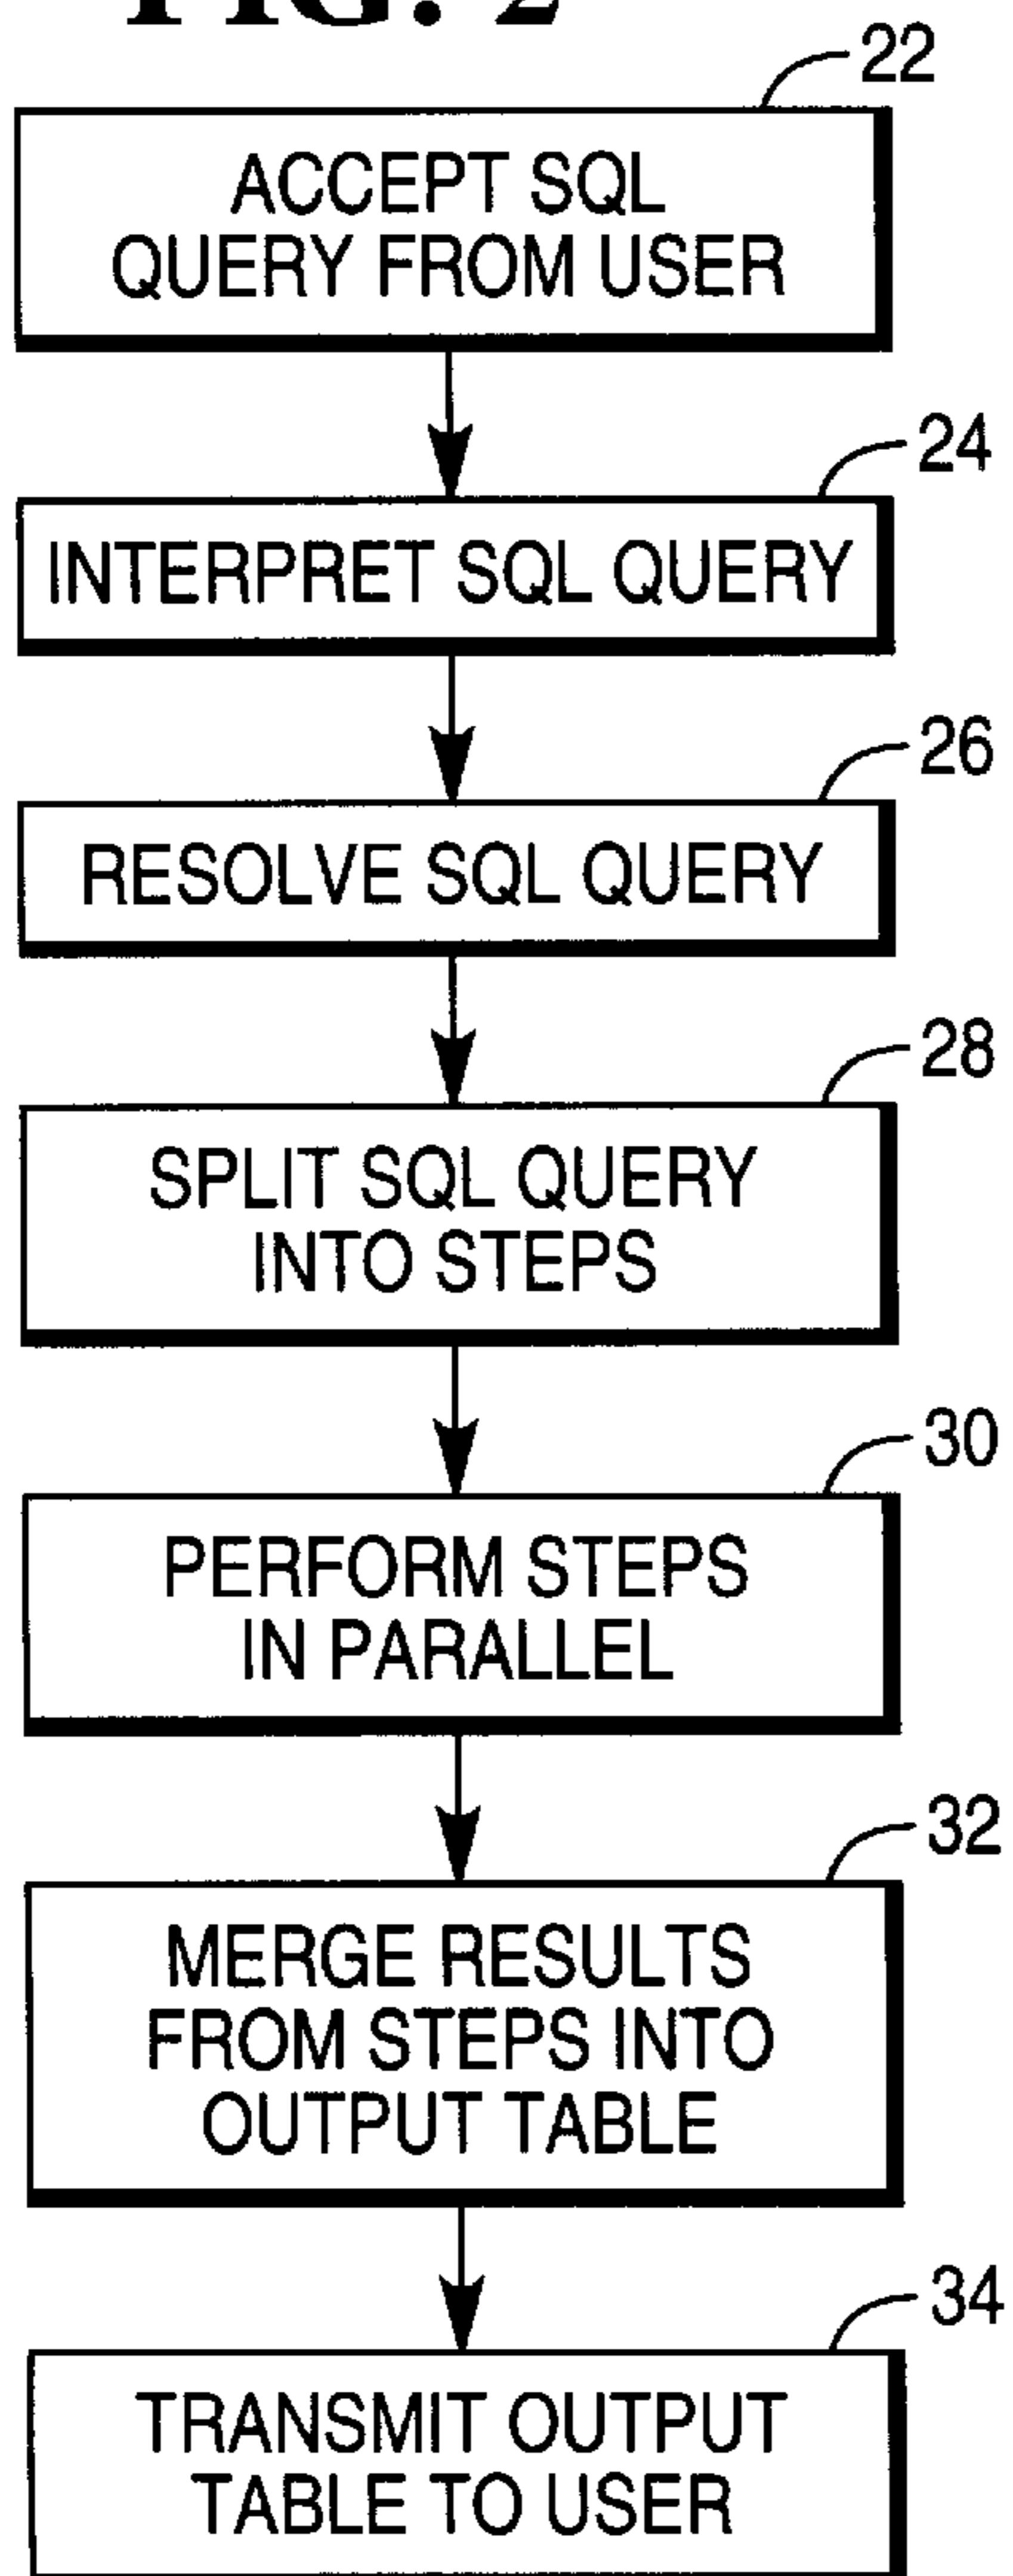 FIG. 2
22
ACCEPT SQL
QUERY FROM USER
24
INTERPRET SQL QUERY
26
RESOLVE SQL QUERY
28
SPLIT SQL QUERY
INTO STEPS
30
PERFORM STEPS
IN PARALLEL
32
MERGE RESULTS
FROM STEPS INTO
OUTPUT TABLE
34
TRANSMIT OUTPUT
TABLE TO USER